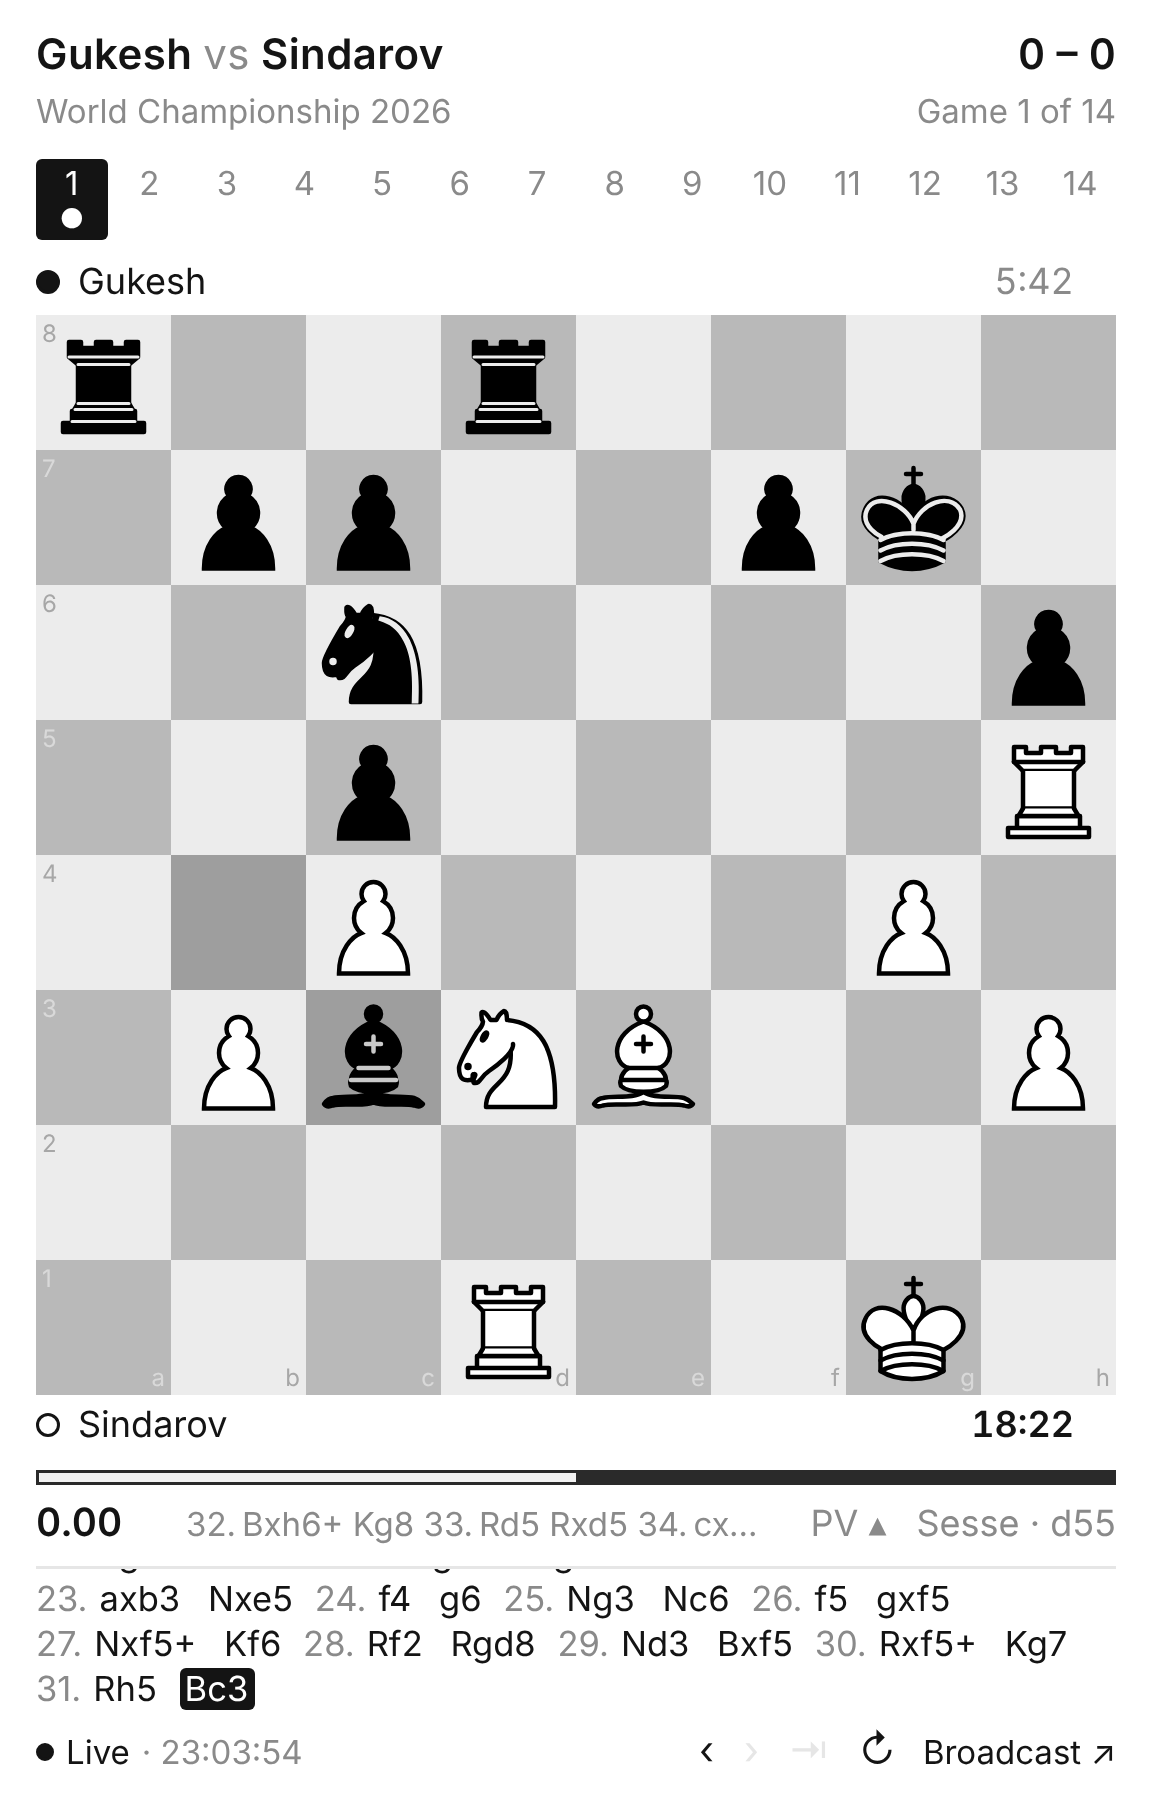 Gukesh vs Sindarov 0 – 0
World Championship 2026 Game 1 of 14
1 2 3 4 5 6 7 8 9 10 11 12 13 14
Gukesh 5:42
8
7
6
5
4
3
2
1
a b c d e f g h
Sindarov 18:22
0.00 32. Bxh6+ Kg8 33. Rd5 Rxd5 34. cx... PV ▲ Sesse · d55
23. axb3 Nxe5 24. f4 g6 25. Ng3 Nc6 26. f5 gxf5
27. Nxf5+ Kf6 28. Rf2 Rgd8 29. Nd3 Bxf5 30. Rxf5+ Kg7
31. Rh5 Bc3
Live · 23:03:54 ‹ › ⇥ ↻ Broadcast ↗